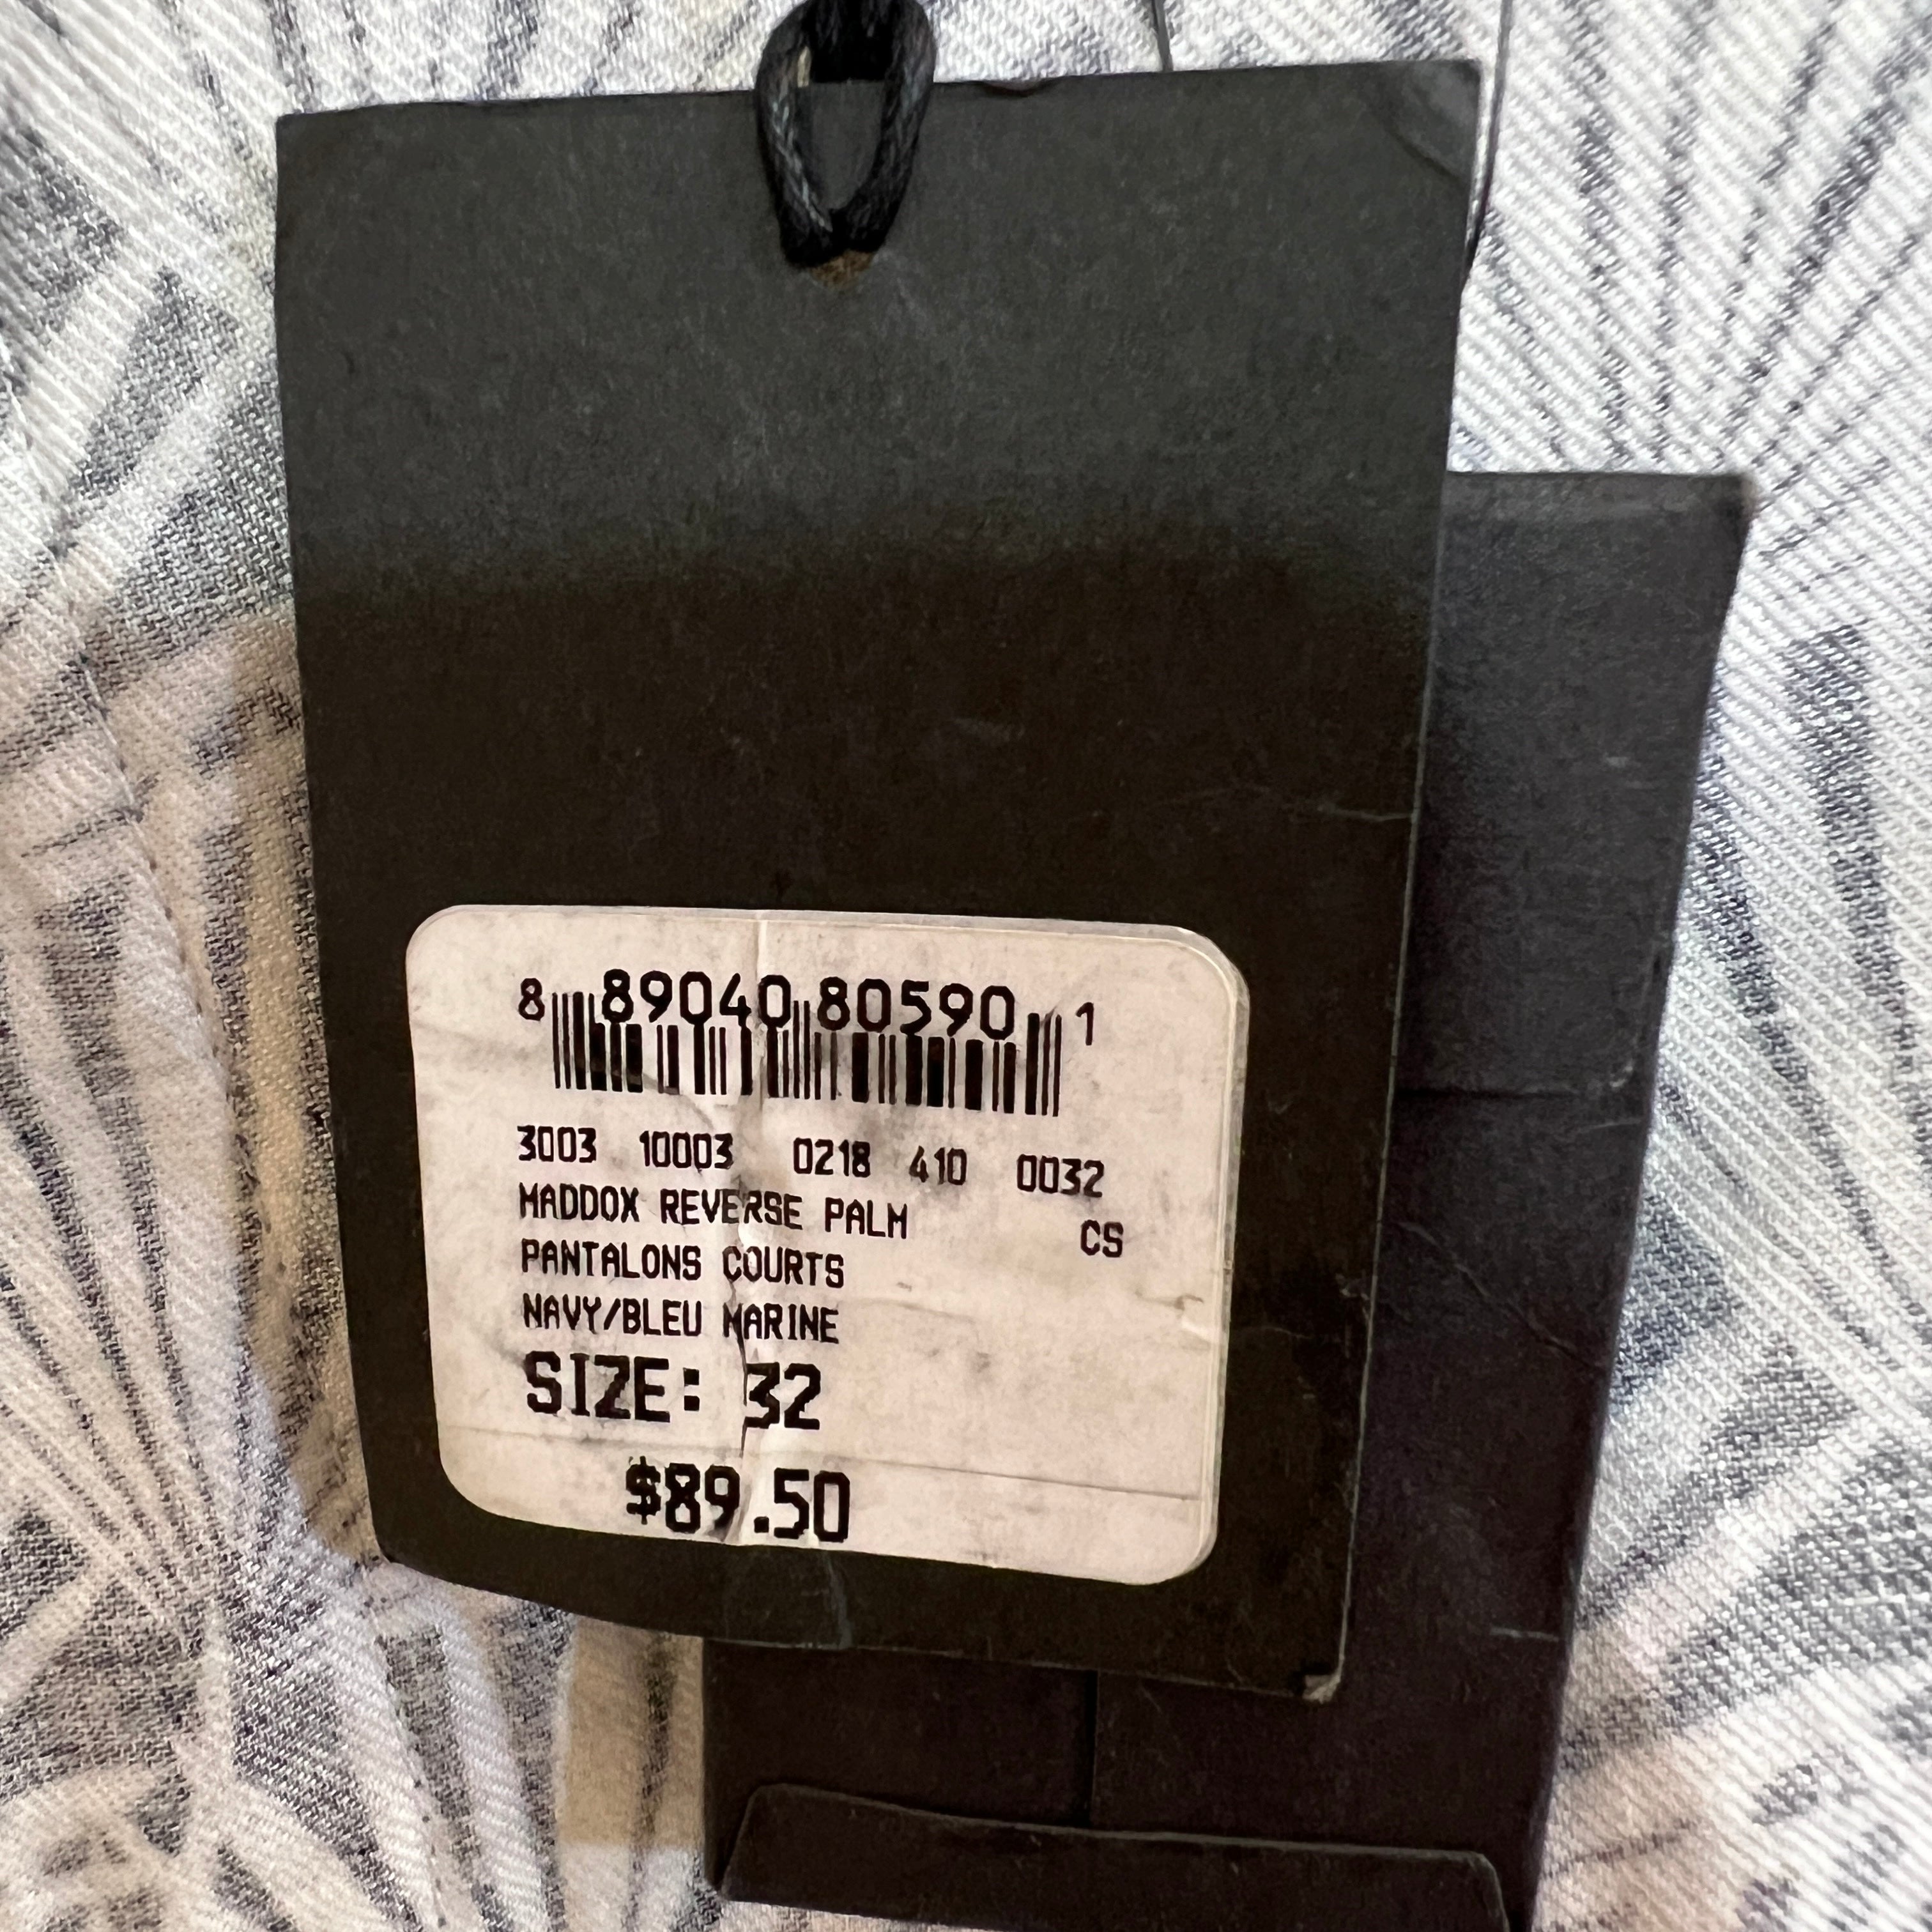 8 89040 80590 1
3003 10003 0218 410 0032
MADDOX REVERSE PALM
CS
PANTALONS COURTS
NAVY/BLEU MARINE
SIZE: 32
$89.50